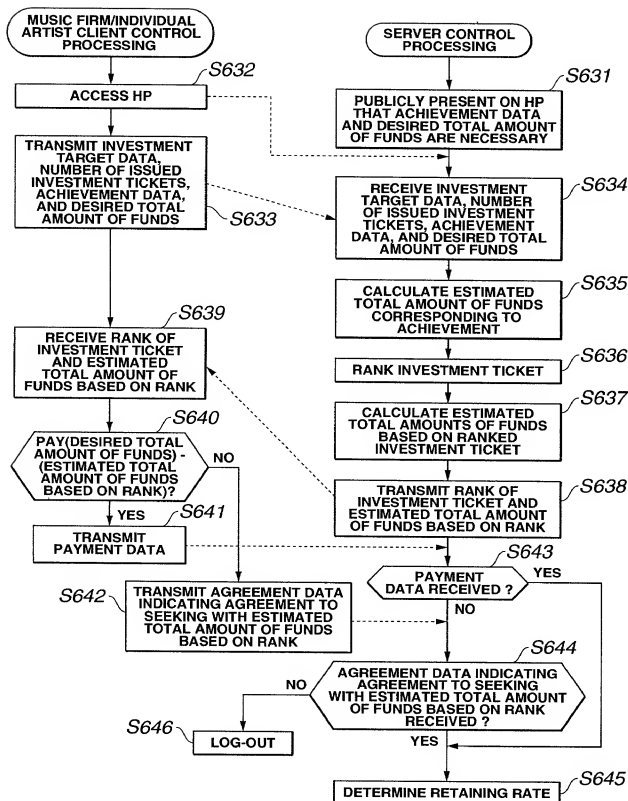 MUSIC FIRM/INDIVIDUAL
ARTIST CLIENT CONTROL
PROCESSING
S632
ACCESS HP
TRANSMIT INVESTMENT
TARGET DATA,
NUMBER OF ISSUED
INVESTMENT TICKETS,
ACHIEVEMENT DATA,
AND DESIRED TOTAL
AMOUNT OF FUNDS
S633
S639
RECEIVE RANK OF
INVESTMENT TICKET
AND ESTIMATED
TOTAL AMOUNT OF
FUNDS BASED ON RANK
S640
PAY(DESIRED TOTAL
AMOUNT OF FUNDS) -
(ESTIMATED TOTAL
AMOUNT OF FUNDS
BASED ON RANK)?
NO
YES
S641
TRANSMIT
PAYMENT DATA
S642
TRANSMIT AGREEMENT DATA
INDICATING AGREEMENT TO
SEEKING WITH ESTIMATED
TOTAL AMOUNT OF FUNDS
BASED ON RANK
SERVER CONTROL
PROCESSING
S631
PUBLICLY PRESENT ON HP
THAT ACHIEVEMENT DATA
AND DESIRED TOTAL AMOUNT
OF FUNDS ARE NECESSARY
S634
RECEIVE INVESTMENT
TARGET DATA, NUMBER
OF ISSUED INVESTMENT
TICKETS, ACHIEVEMENT
DATA, AND DESIRED TOTAL
AMOUNT OF FUNDS
S635
CALCULATE ESTIMATED
TOTAL AMOUNT OF FUNDS
CORRESPONDING TO
ACHIEVEMENT
S636
RANK INVESTMENT TICKET
S637
CALCULATE ESTIMATED
TOTAL AMOUNTS OF FUNDS
BASED ON RANKED
INVESTMENT TICKET
S638
TRANSMIT RANK OF
INVESTMENT TICKET AND
ESTIMATED TOTAL AMOUNT
OF FUNDS BASED ON RANK
S643
PAYMENT
DATA RECEIVED ?
YES
NO
S644
AGREEMENT DATA INDICATING
AGREEMENT TO SEEKING
WITH ESTIMATED TOTAL AMOUNT
OF FUNDS BASED ON RANK
RECEIVED ?
NO
S646
LOG-OUT
YES
S645
DETERMINE RETAINING RATE